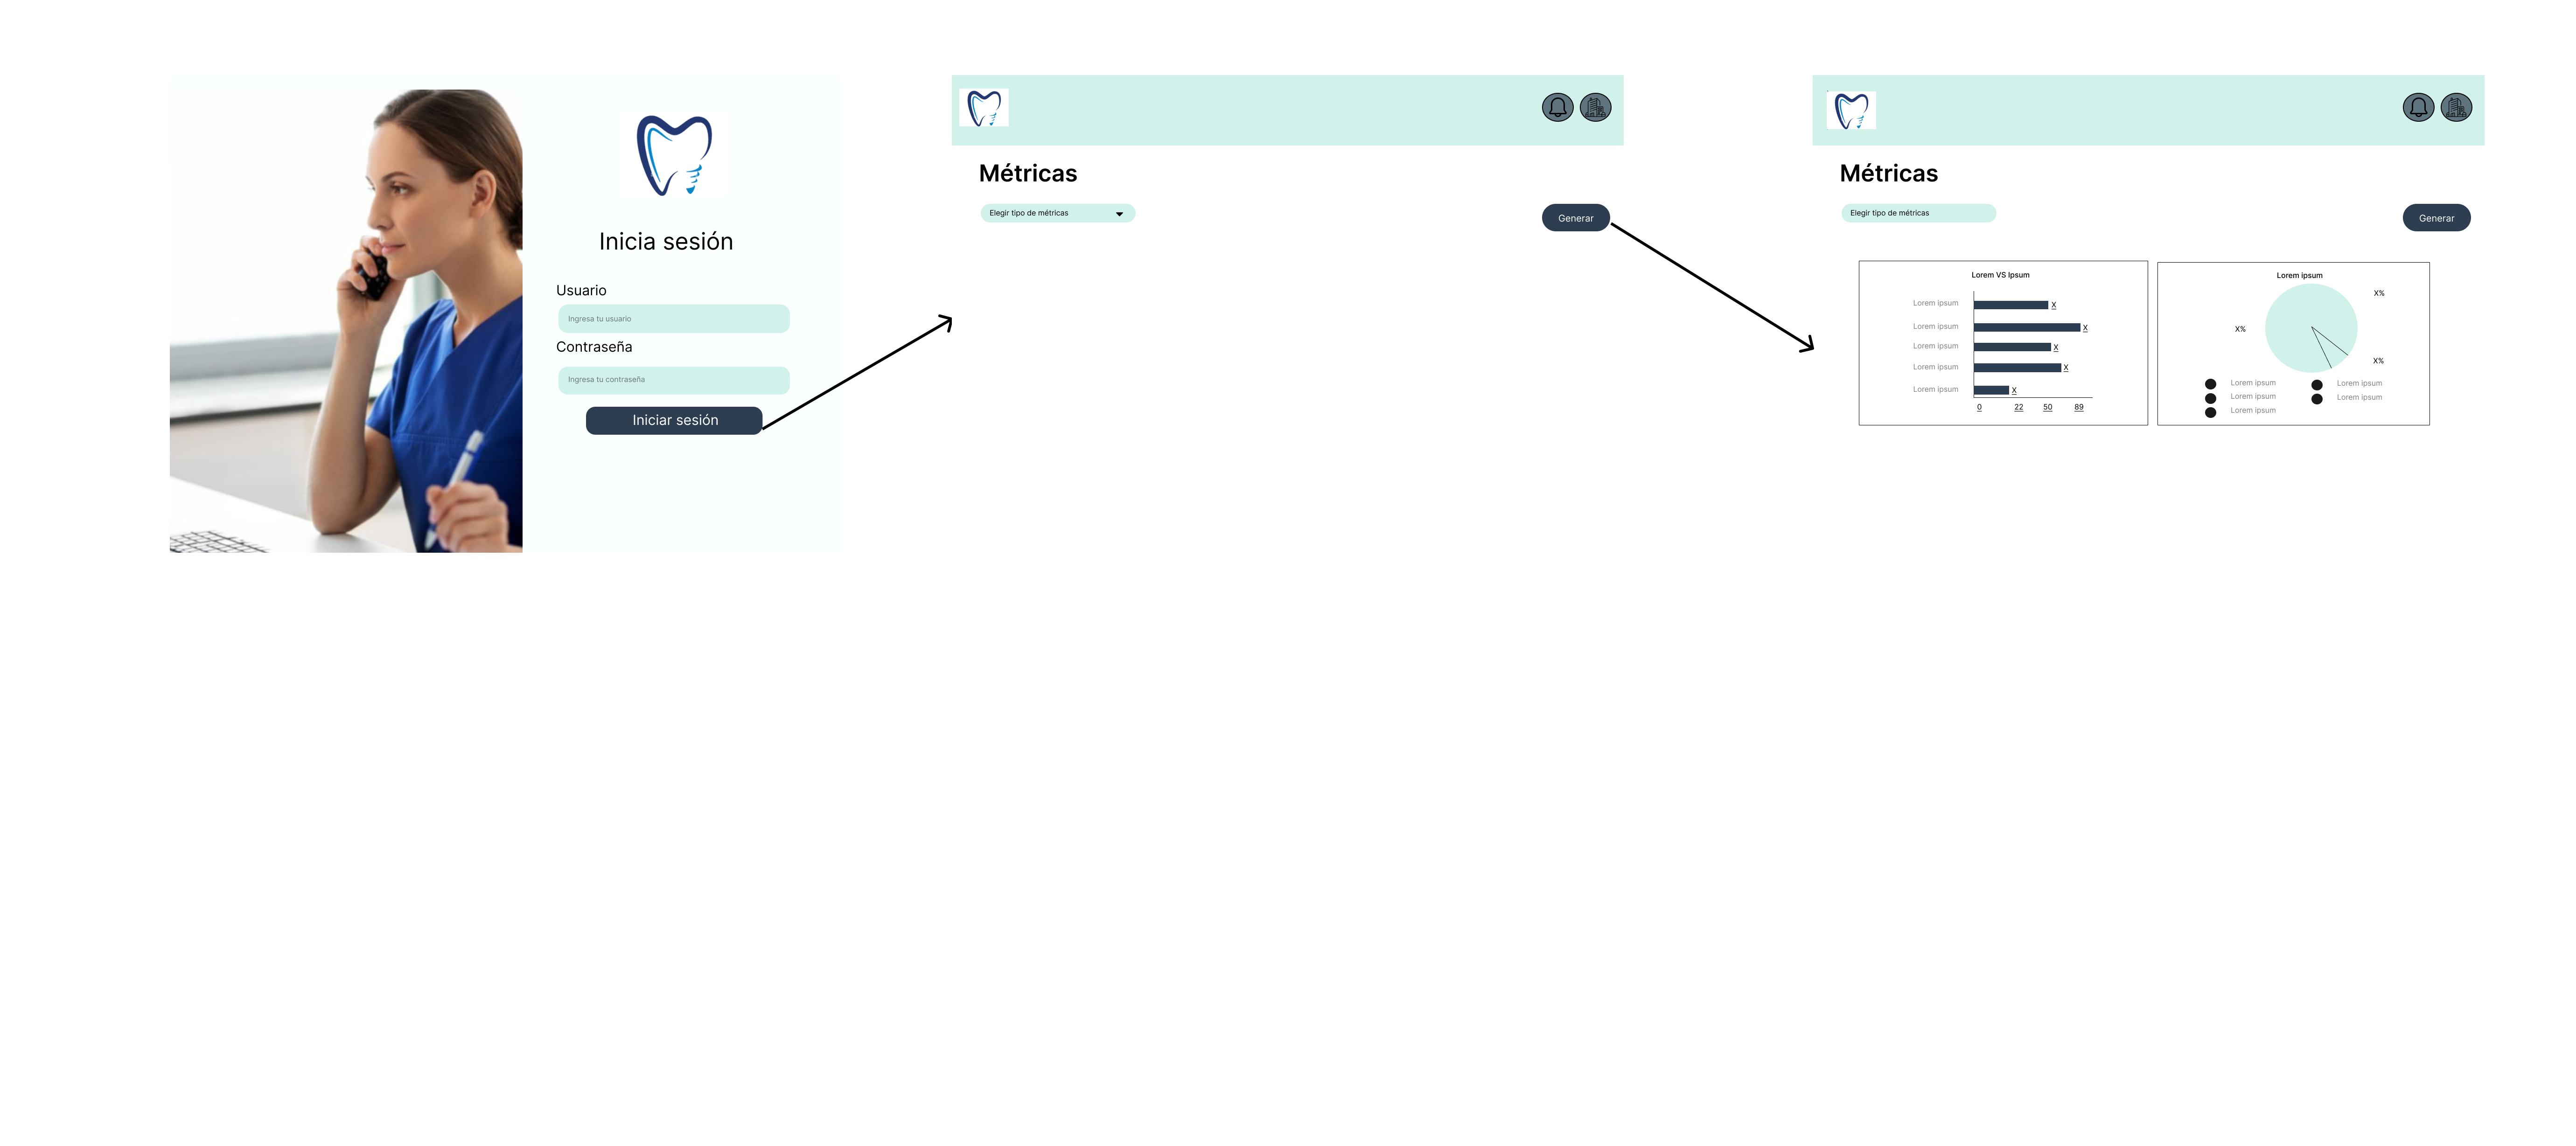 Inicia sesión
Usuario
Ingresa tu usuario
Contraseña
Ingresa tu contraseña
Iniciar sesión
Métricas
Elegir tipo de métricas
Generar
Métricas
Elegir tipo de métricas
Generar
Lorem VS Ipsum
Lorem ipsum X
Lorem ipsum X
Lorem ipsum X
Lorem ipsum X
Lorem ipsum X
0 22 50 89
Lorem ipsum
X%
X%
X%
Lorem ipsum Lorem ipsum
Lorem ipsum Lorem ipsum
Lorem ipsum